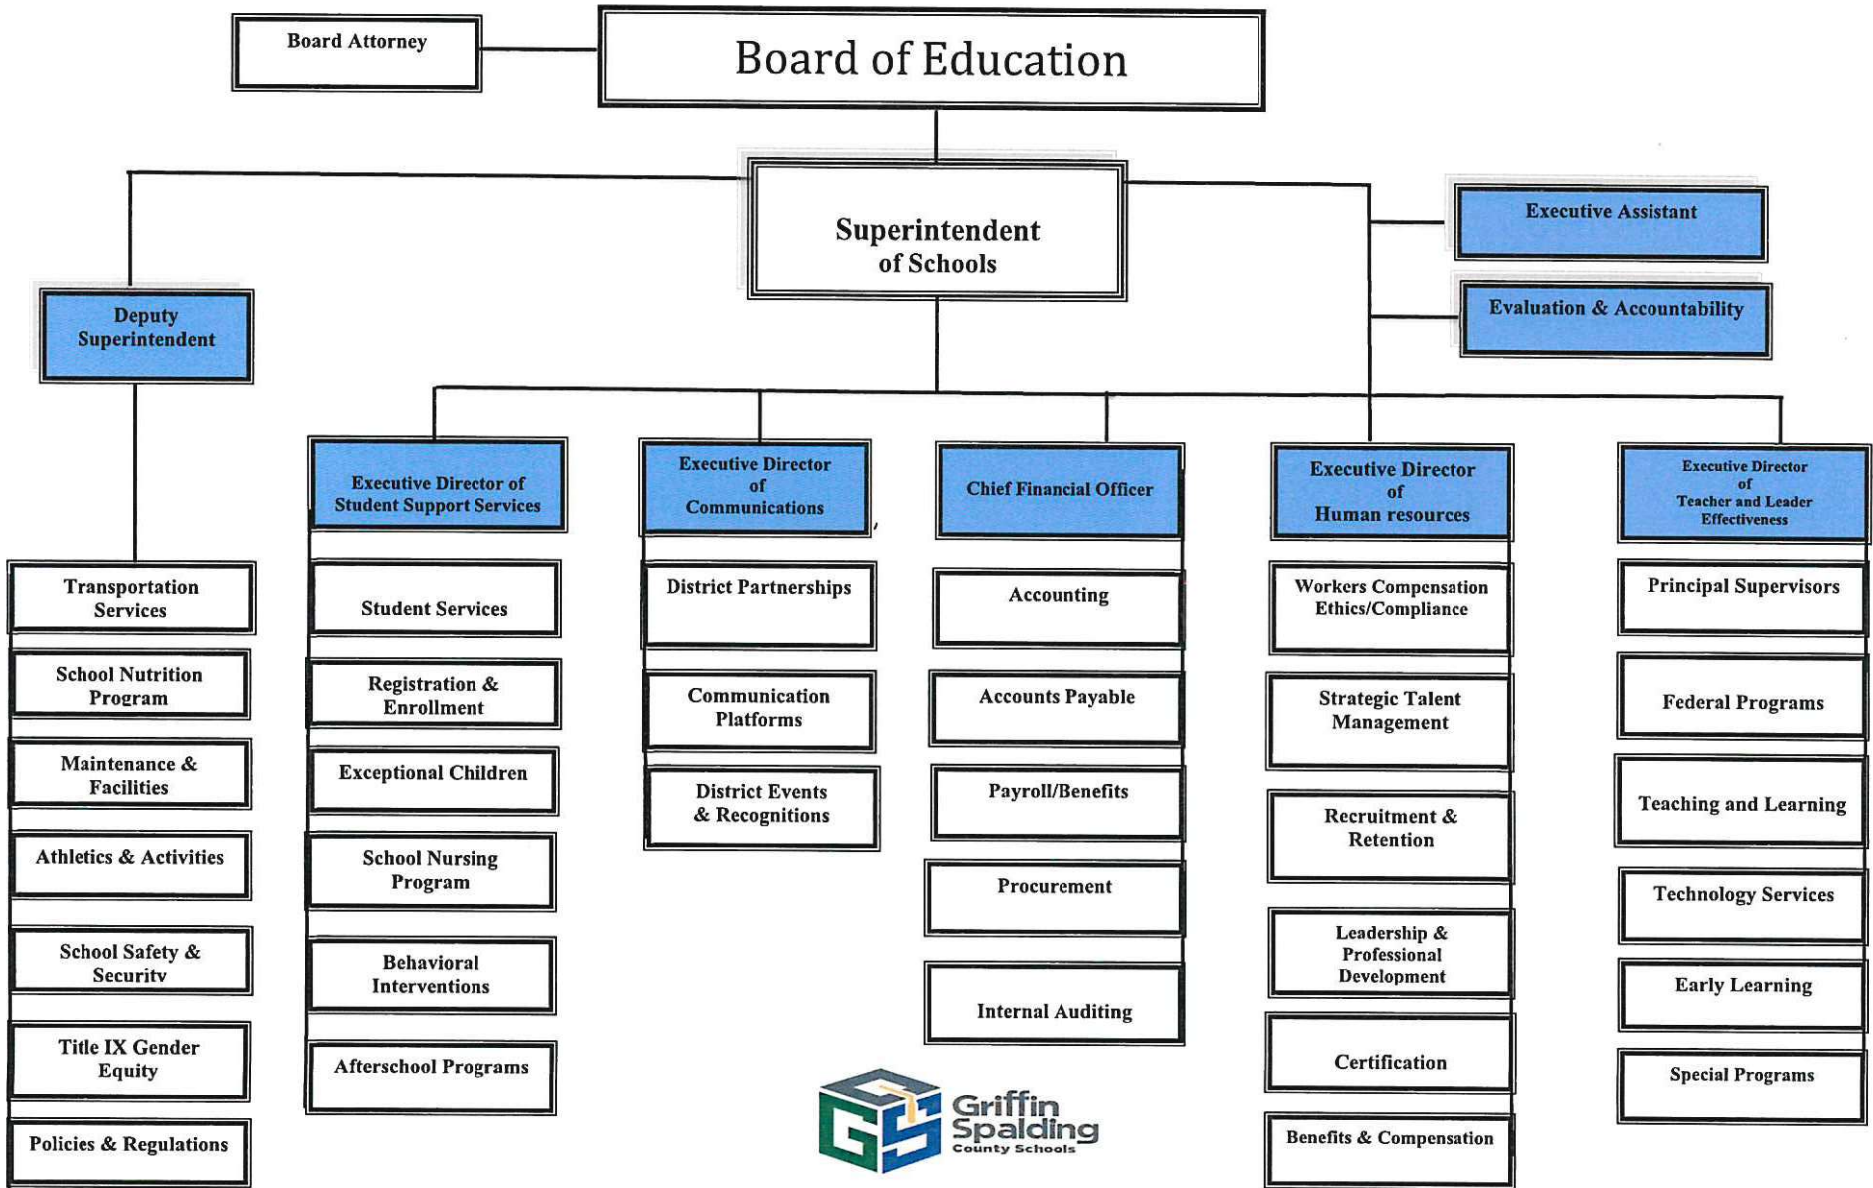 Board Attorney
Board of Education
Superintendent
of Schools
Executive Assistant
Evaluation & Accountability
Deputy
Superintendent
Executive Director of
Student Support Services
Executive Director
of
Communications
Chief Financial Officer
Executive Director
of
Human resources
Executive Director
of
Teacher and Leader
Effectiveness
Transportation
Services
School Nutrition
Program
Maintenance &
Facilities
Athletics & Activities
School Safety &
Security
Title IX Gender
Equity
Policies & Regulations
Student Services
Registration &
Enrollment
Exceptional Children
School Nursing
Program
Behavioral
Interventions
Afterschool Programs
District Partnerships
Communication
Platforms
District Events
& Recognitions
Accounting
Accounts Payable
Payroll/Benefits
Procurement
Internal Auditing
Workers Compensation
Ethics/Compliance
Strategic Talent
Management
Recruitment &
Retention
Leadership &
Professional
Development
Certification
Benefits & Compensation
Principal Supervisors
Federal Programs
Teaching and Learning
Technology Services
Early Learning
Special Programs
GCS
Griffin
Spalding
County Schools